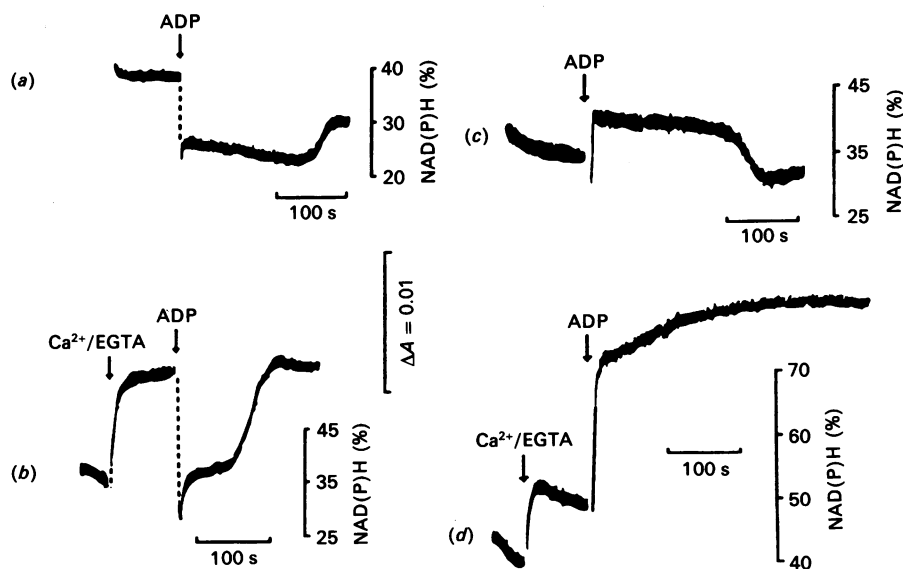 (a)
ADP
40
30
20
NAD(P)H (%)
100 s
(c)
ADP
45
35
25
NAD(P)H (%)
100 s
(b)
Ca²⁺/EGTA
ADP
ΔA = 0.01
45
35
25
NAD(P)H (%)
100 s
(d)
Ca²⁺/EGTA
ADP
70
60
50
40
NAD(P)H (%)
100 s